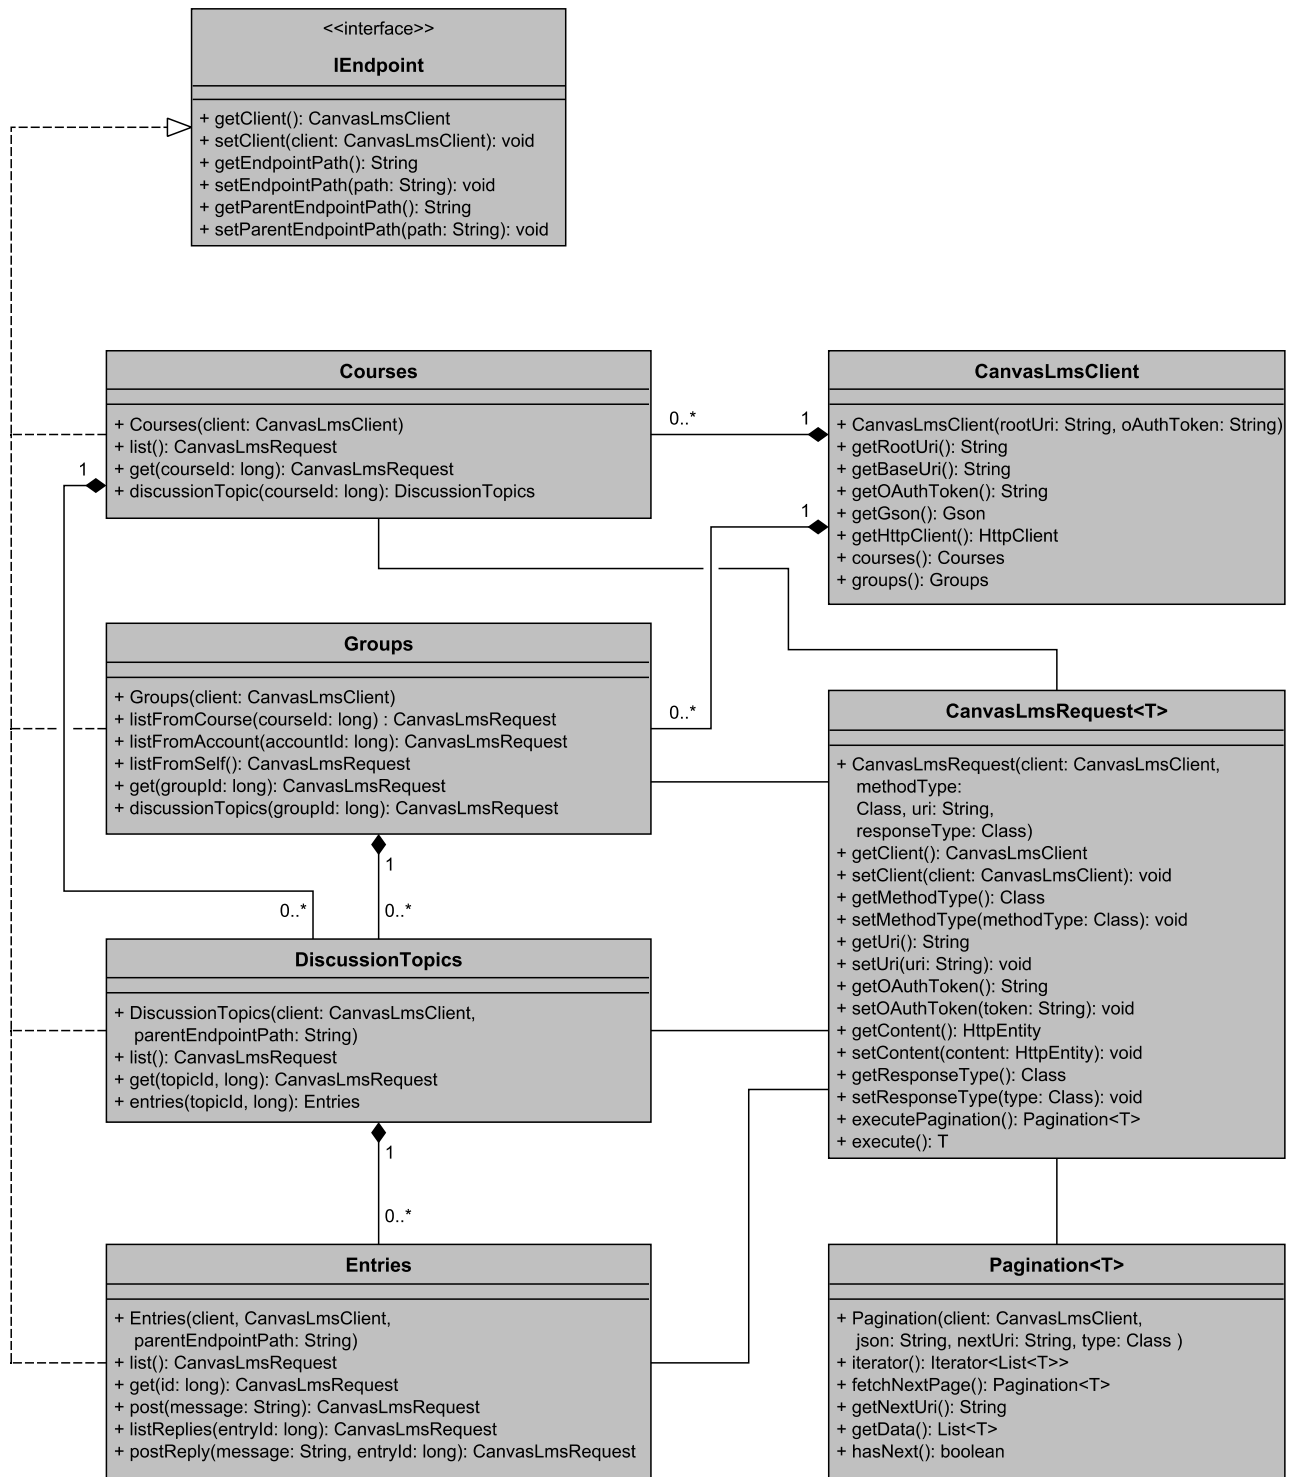 <<interface>>
IEndpoint
+ getClient(): CanvasLmsClient
+ setClient(client: CanvasLmsClient): void
+ getEndpointPath(): String
+ setEndpointPath(path: String): void
+ getParentEndpointPath(): String
+ setParentEndpointPath(path: String): void
Courses
+ Courses(client: CanvasLmsClient)
+ list(): CanvasLmsRequest
+ get(courseId: long): CanvasLmsRequest
+ discussionTopic(courseId: long): DiscussionTopics
0..*
1
CanvasLmsClient
+ CanvasLmsClient(rootUri: String, oAuthToken: String)
+ getRootUri(): String
+ getBaseUri(): String
+ getOAuthToken(): String
+ getGson(): Gson
+ getHttpClient(): HttpClient
+ courses(): Courses
+ groups(): Groups
1
1
Groups
+ Groups(client: CanvasLmsClient)
+ listFromCourse(courseId: long) : CanvasLmsRequest
+ listFromAccount(accountId: long): CanvasLmsRequest
+ listFromSelf(): CanvasLmsRequest
+ get(groupId: long): CanvasLmsRequest
+ discussionTopics(groupId: long): CanvasLmsRequest
0..*
CanvasLmsRequest<T>
+ CanvasLmsRequest(client: CanvasLmsClient,
methodType:
Class, uri: String,
responseType: Class)
+ getClient(): CanvasLmsClient
+ setClient(client: CanvasLmsClient): void
+ getMethodType(): Class
+ setMethodType(methodType: Class): void
+ getUri(): String
+ setUri(uri: String): void
+ getOAuthToken(): String
+ setOAuthToken(token: String): void
+ getContent(): HttpEntity
+ setContent(content: HttpEntity): void
+ getResponseType(): Class
+ setResponseType(type: Class): void
+ executePagination(): Pagination<T>
+ execute(): T
1
0..*
0..*
DiscussionTopics
+ DiscussionTopics(client: CanvasLmsClient,
parentEndpointPath: String)
+ list(): CanvasLmsRequest
+ get(topicId, long): CanvasLmsRequest
+ entries(topicId, long): Entries
1
0..*
Entries
+ Entries(client, CanvasLmsClient,
parentEndpointPath: String)
+ list(): CanvasLmsRequest
+ get(id: long): CanvasLmsRequest
+ post(message: String): CanvasLmsRequest
+ listReplies(entryId: long): CanvasLmsRequest
+ postReply(message: String, entryId: long): CanvasLmsRequest
Pagination<T>
+ Pagination(client: CanvasLmsClient,
json: String, nextUri: String, type: Class )
+ iterator(): Iterator<List<T>>
+ fetchNextPage(): Pagination<T>
+ getNextUri(): String
+ getData(): List<T>
+ hasNext(): boolean